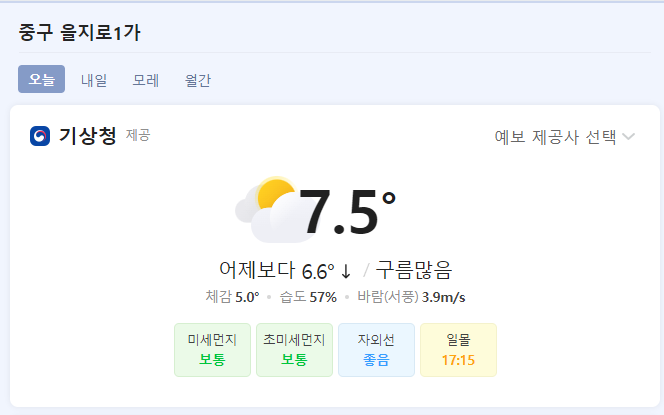 중구 을지로1가
오늘 내일 모레 월간
기상청 제공 예보 제공사 선택
7.5°
어제보다 6.6° ↓ / 구름많음
체감 5.0° • 습도 57% • 바람(서풍) 3.9m/s
미세먼지 초미세먼지 자외선 일몰
보통 보통 좋음 17:15